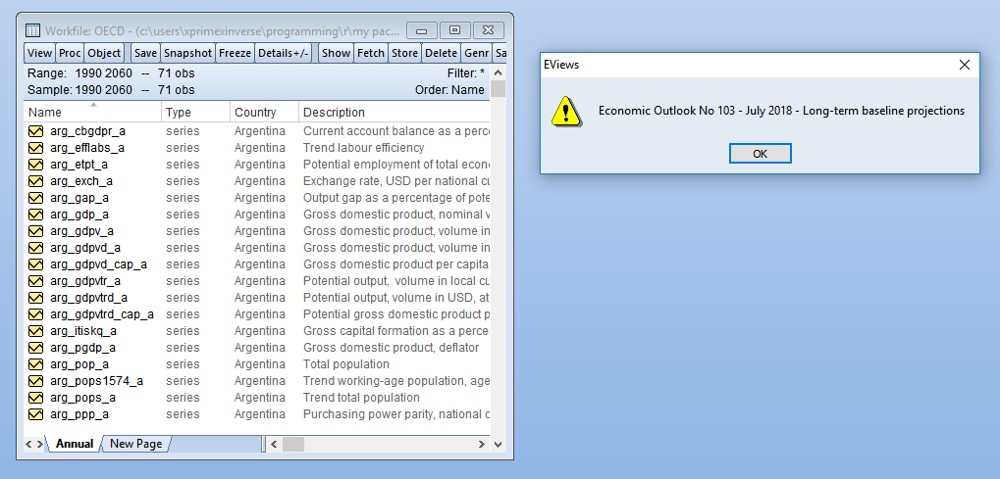 Workfile: OECD - (c:\users\xprimexinverse\programming\r\my pac...
View Proc Object Save Snapshot Freeze Details+/- Show Fetch Store Delete Genr Sa
Range: 1990 2060 -- 71 obs Filter: *
Sample: 1990 2060 -- 71 obs Order: Name
Name Type Country Description
arg_cbgdpr_a series Argentina Current account balance as a perce
arg_efflabs_a series Argentina Trend labour efficiency
arg_etpt_a series Argentina Potential employment of total econ
arg_exch_a series Argentina Exchange rate, USD per national cu
arg_gap_a series Argentina Output gap as a percentage of pote
arg_gdp_a series Argentina Gross domestic product, nominal v
arg_gdpv_a series Argentina Gross domestic product, volume in
arg_gdpvd_a series Argentina Gross domestic product, volume in
arg_gdpvd_cap_a series Argentina Gross domestic product per capita
arg_gdpvtr_a series Argentina Potential output, volume in local cu
arg_gdpvtrd_a series Argentina Potential output, volume in USD, at
arg_gdpvtrd_cap_a series Argentina Potential gross domestic product p
arg_itiskq_a series Argentina Gross capital formation as a perce
arg_pgdp_a series Argentina Gross domestic product, deflator
arg_pop_a series Argentina Total population
arg_pops1574_a series Argentina Trend working-age population, age
arg_pops_a series Argentina Trend total population
arg_ppp_a series Argentina Purchasing power parity, national c
Annual New Page
EViews
Economic Outlook No 103 - July 2018 - Long-term baseline projections
OK